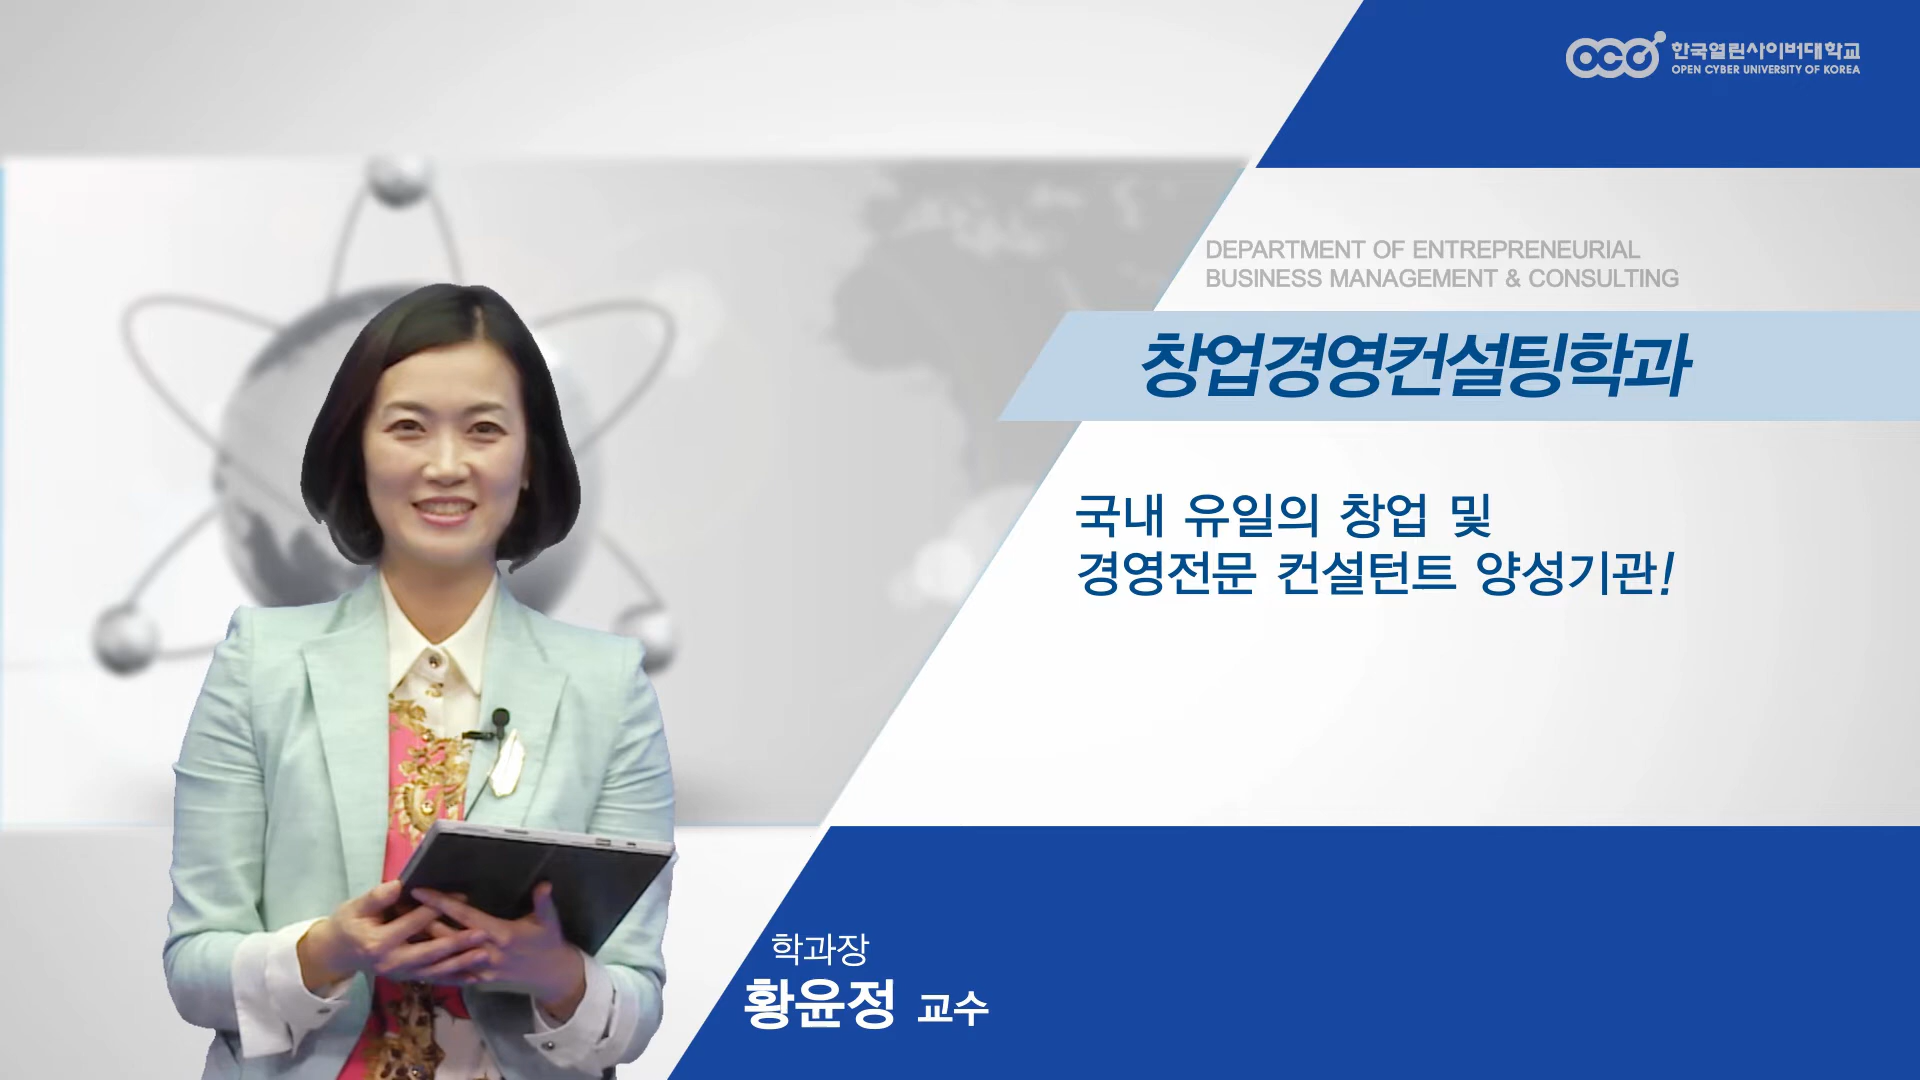 한국열린사이버대학교
OPEN CYBER UNIVERSITY OF KOREA
DEPARTMENT OF ENTREPRENEURIAL
BUSINESS MANAGEMENT & CONSULTING
창업경영컨설팅학과
국내 유일의 창업 및
경영전문 컨설턴트 양성기관!
학과장
황윤정 교수